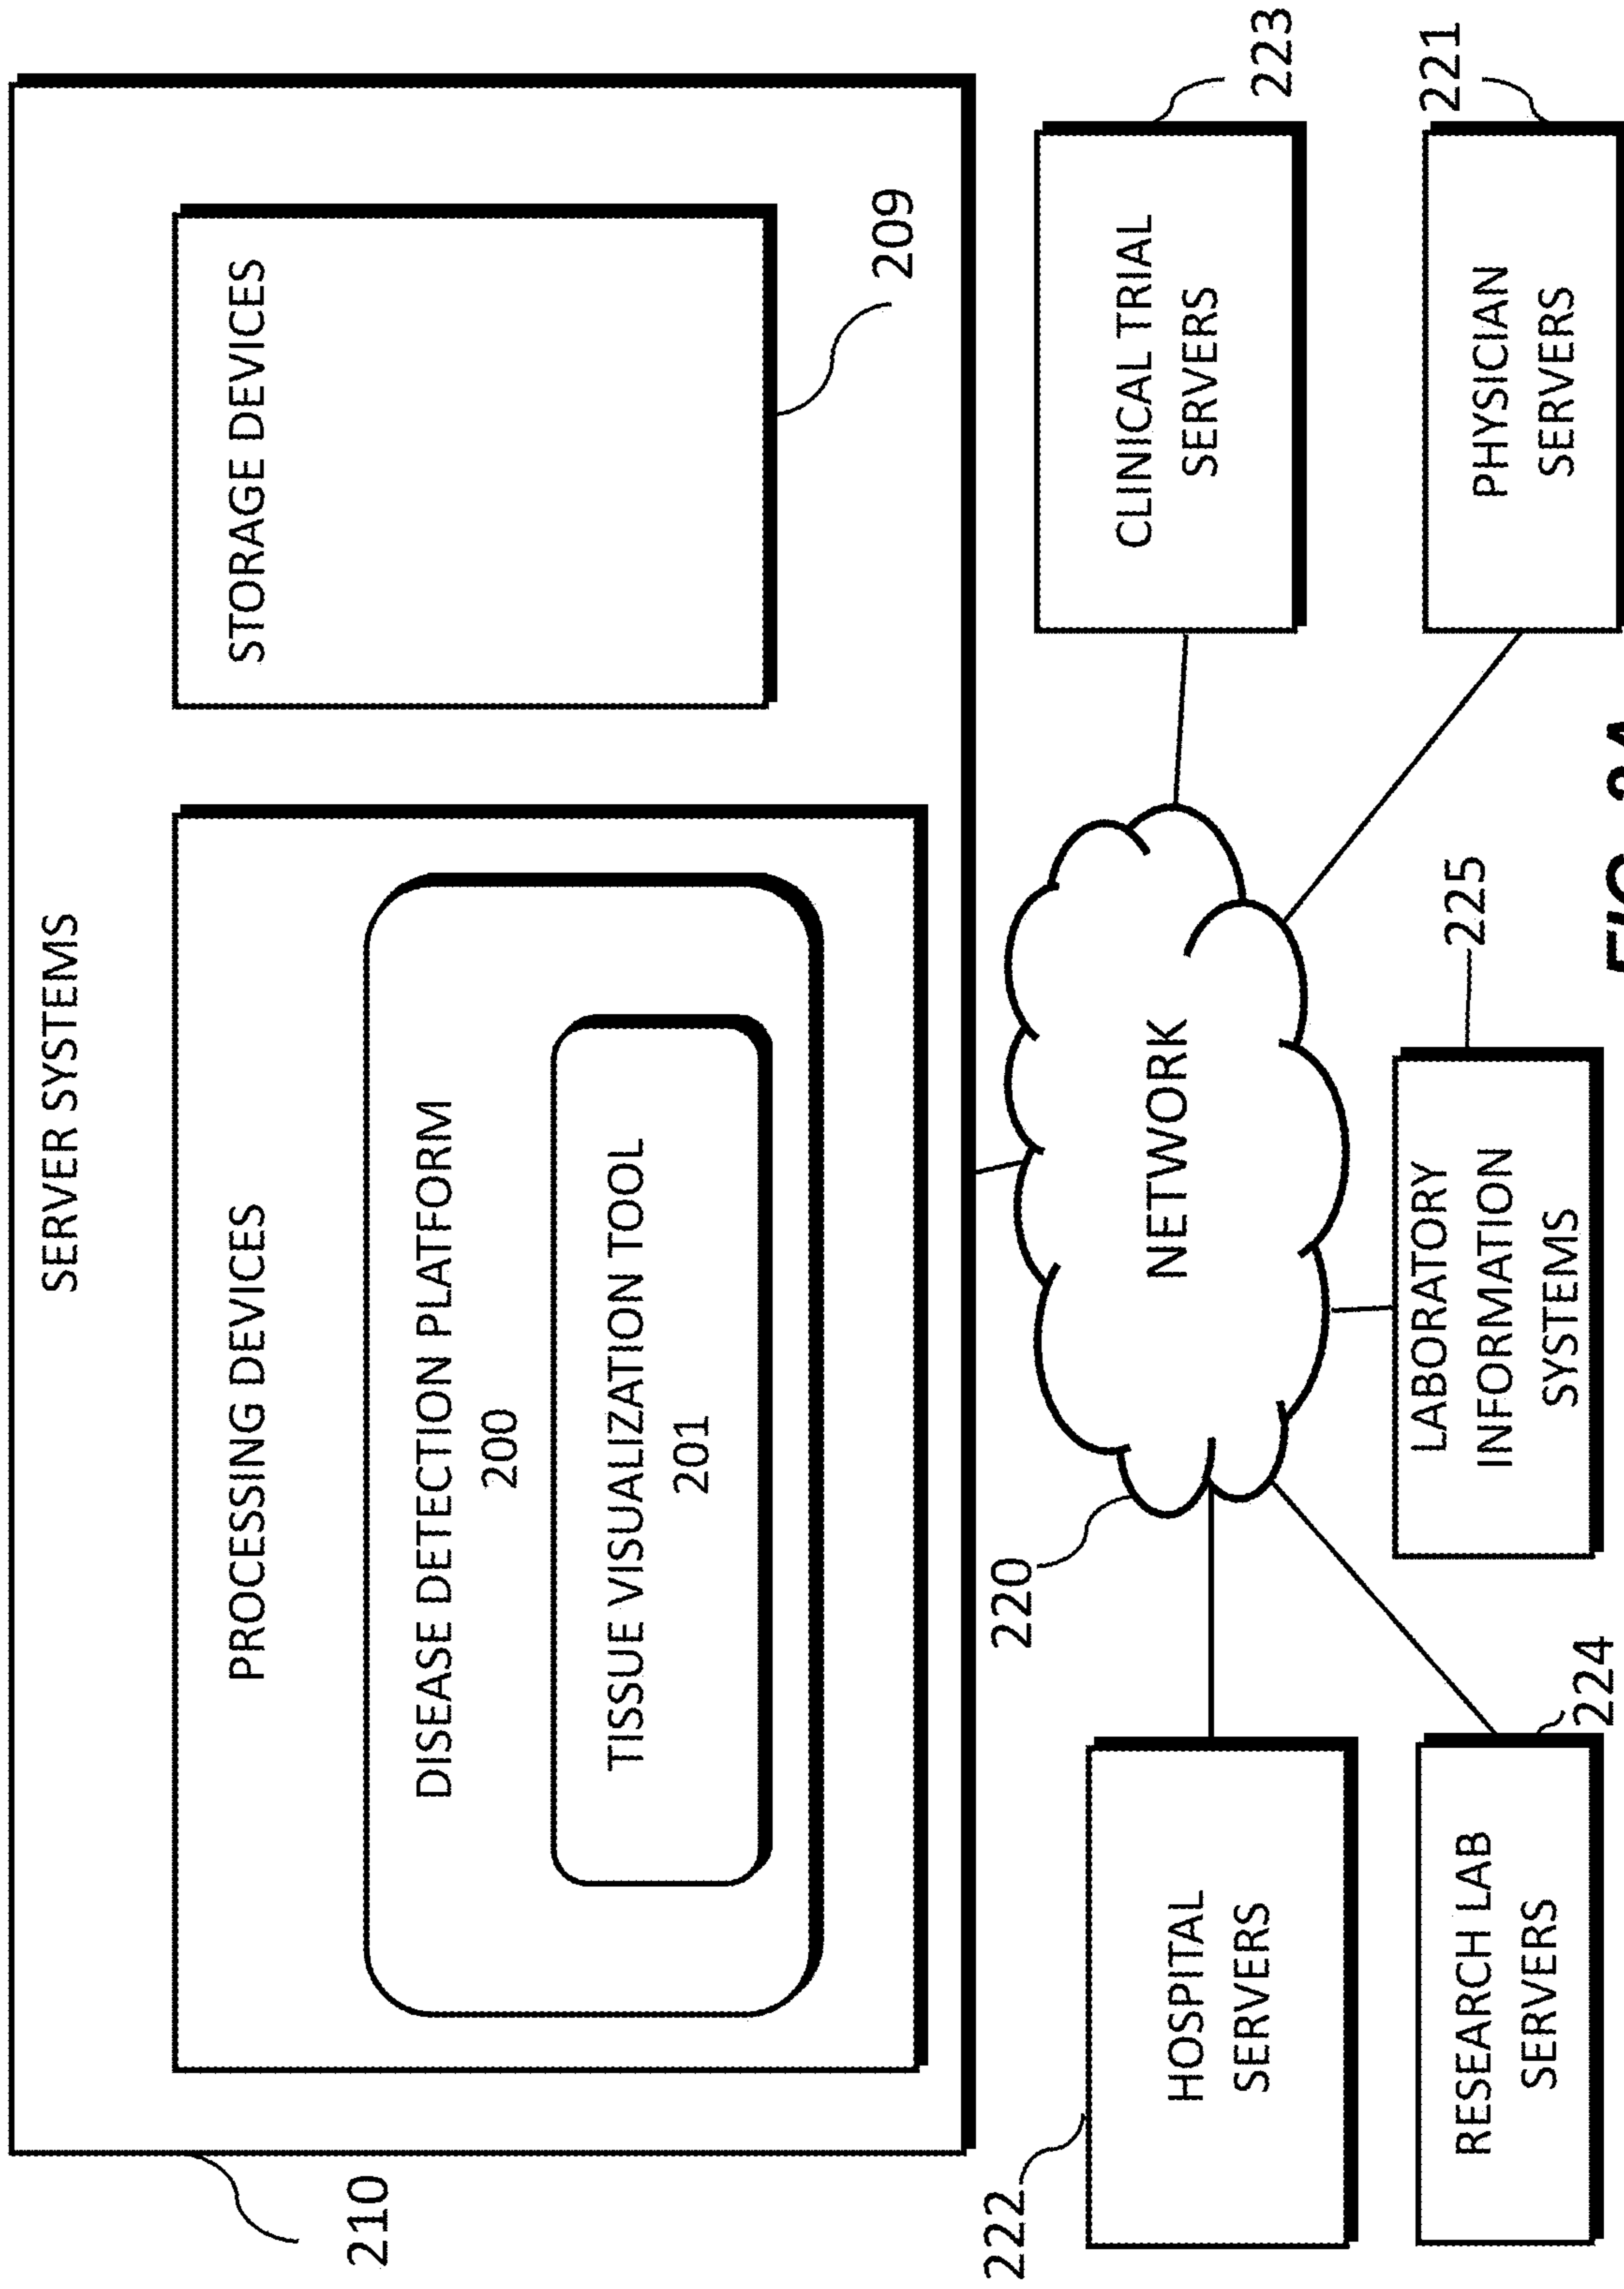 SERVER SYSTEMS
210
PROCESSING DEVICES
STORAGE DEVICES
DISEASE DETECTION PLATFORM
200
TISSUE VISUALIZATION TOOL
201
209
222
220
223
HOSPITAL
SERVERS
NETWORK
CLINICAL TRIAL
SERVERS
RESEARCH LAB
SERVERS
224
LABORATORY
INFORMATION
SYSTEMS
225
PHYSICIAN
SERVERS
221